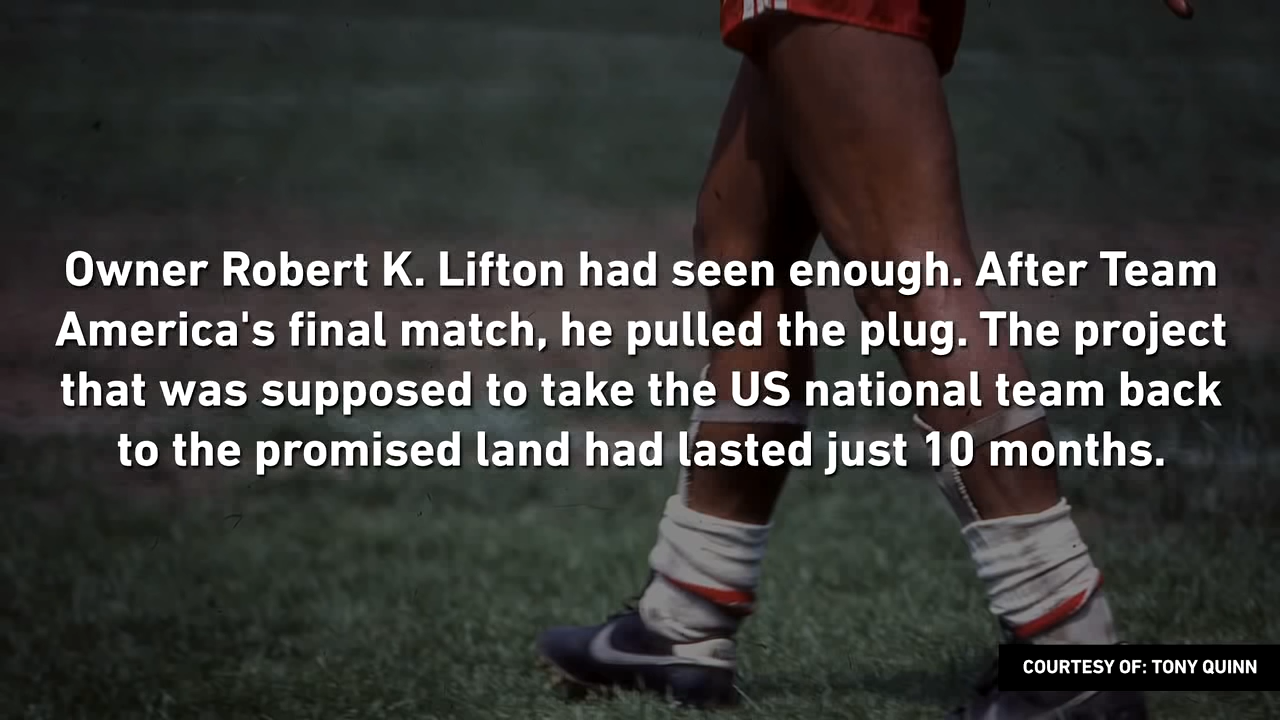 Owner Robert K. Lifton had seen enough. After Team
America's final match, he pulled the plug. The project
that was supposed to take the US national team back
to the promised land had lasted just 10 months.
COURTESY OF: TONY QUINN